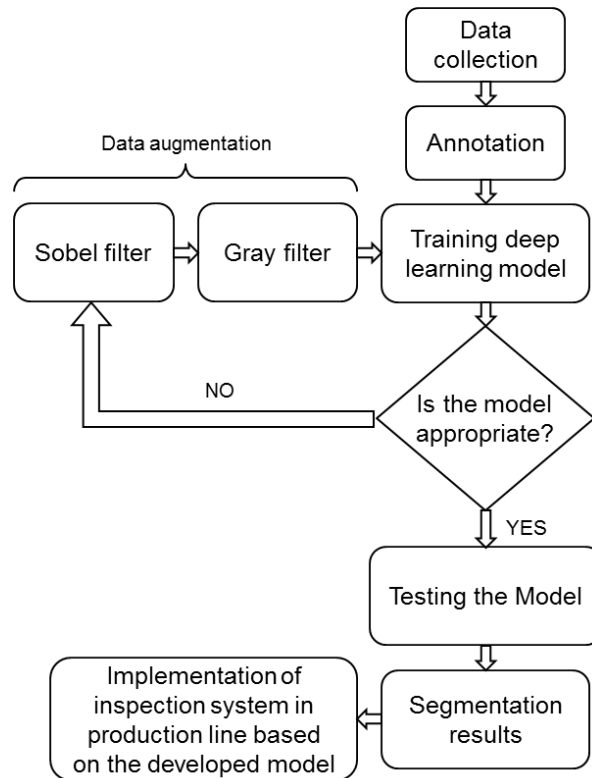 Data
collection
Annotation
Data augmentation
Sobel filter
Gray filter
Training deep
learning model
Is the model
appropriate?
NO
YES
Testing the Model
Segmentation
results
Implementation of
inspection system in
production line based
on the developed model